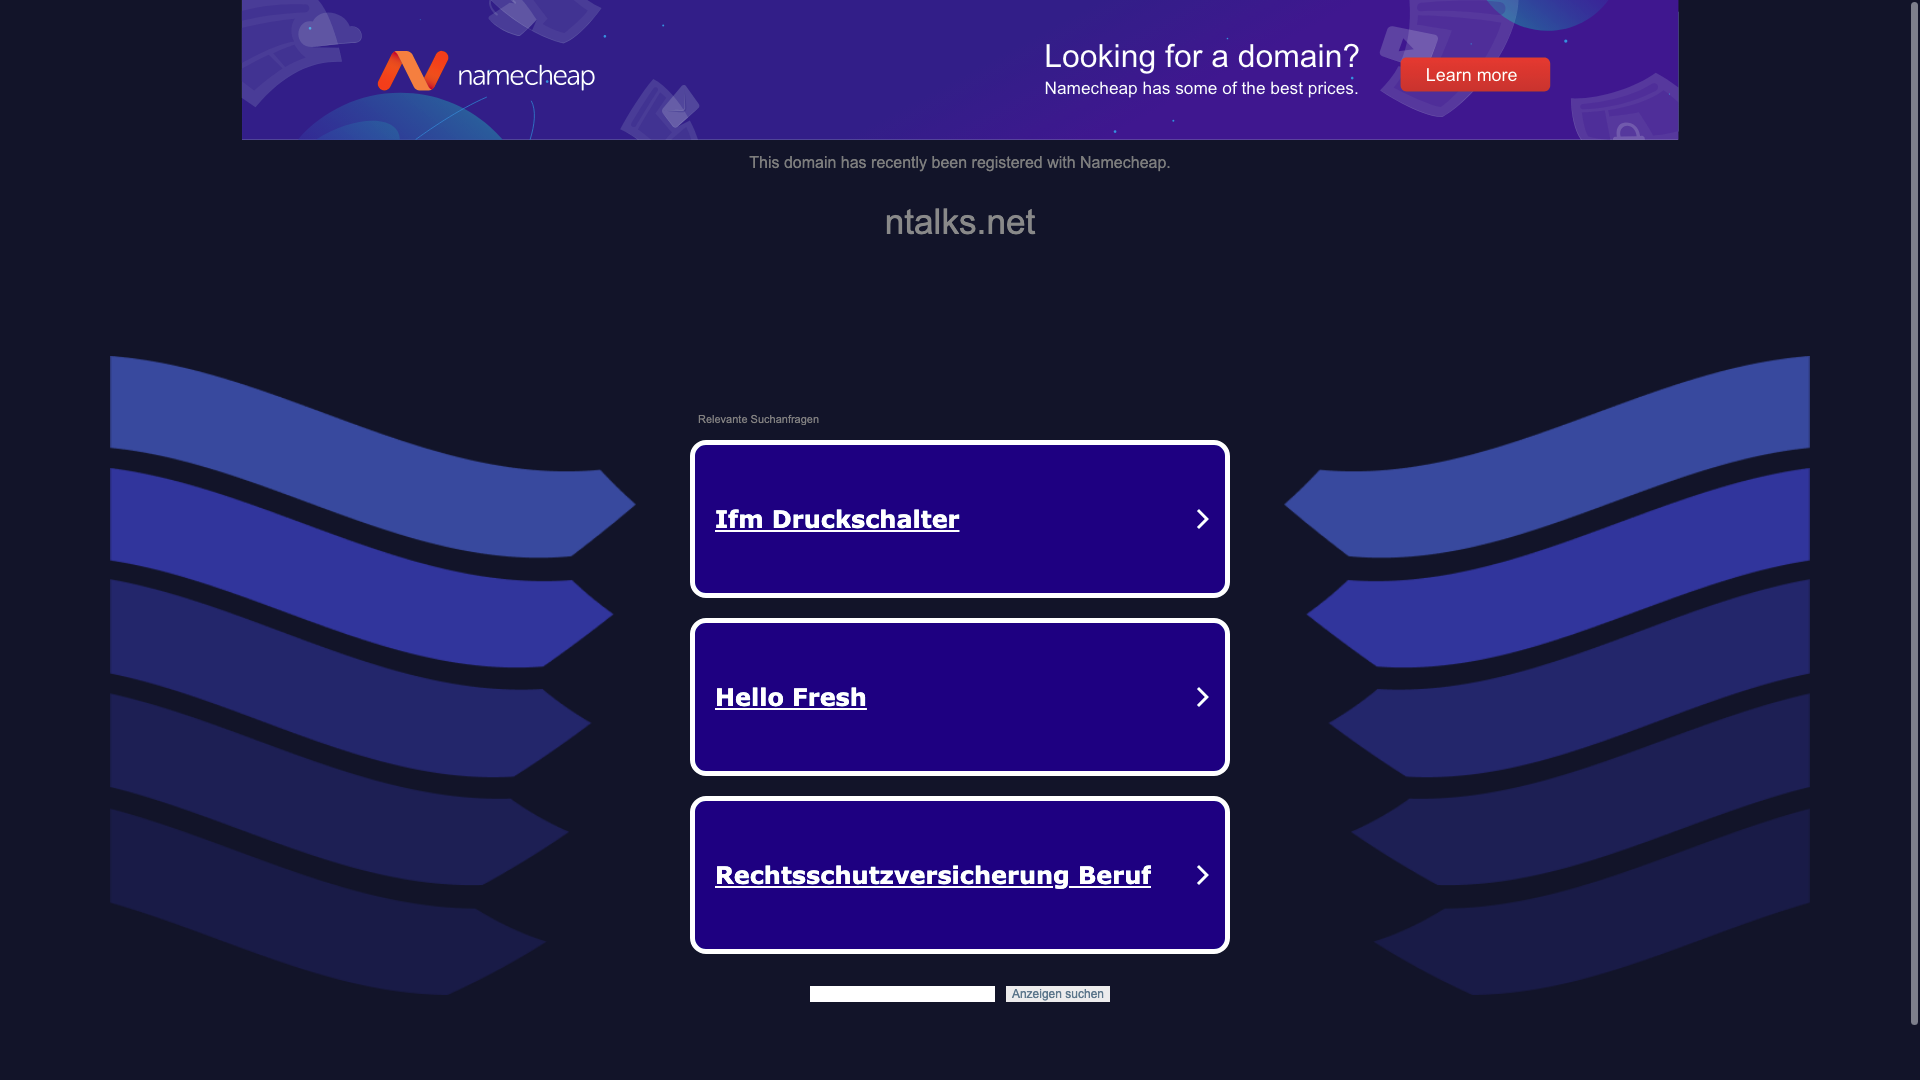 namecheap
Looking for a domain?
Namecheap has some of the best prices.
Learn more
This domain has recently been registered with Namecheap.
ntalks.net
Relevante Suchanfragen
Ifm Druckschalter
Hello Fresh
Rechtsschutzversicherung Beruf
Anzeigen suchen